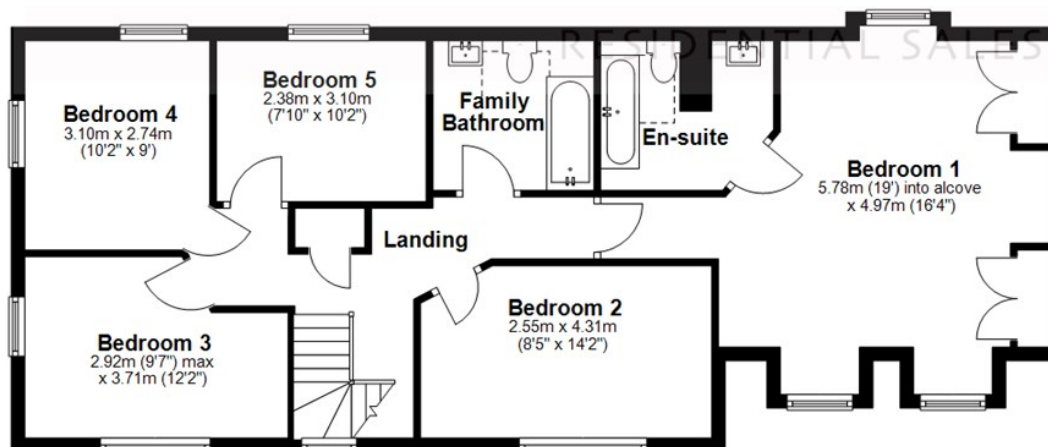 RESIDENTIAL SALES
Bedroom 4
3.10m x 2.74m
(10'2" x 9')
Bedroom 5
2.38m x 3.10m
(7'10" x 10'2")
Family
Bathroom
En-suite
Bedroom 1
5.78m (19') into alcove
x 4.97m (16'4")
Landing
Bedroom 3
2.92m (9'7") max
x 3.71m (12'2")
Bedroom 2
2.55m x 4.31m
(8'5" x 14'2")